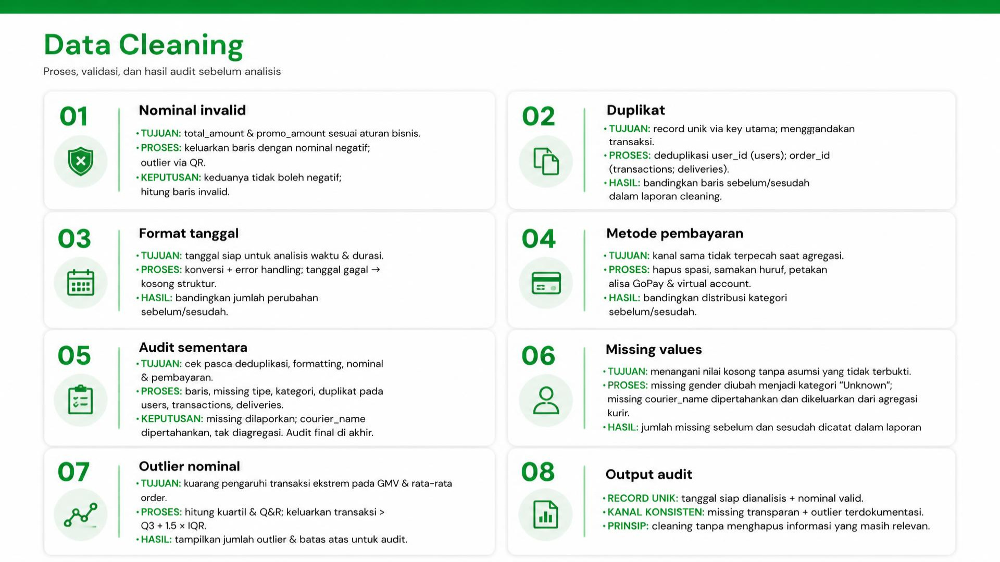 Data Cleaning
Proses, validasi, dan hasil audit sebelum analisis
01
Nominal invalid
• TUJUAN: total_amount & promo_amount sesuai aturan bisnis.
• PROSES: keluarkan baris dengan nominal negatif;
outlier via QR.
• KEPUTUSAN: keduanya tidak boleh negatif;
hitung baris invalid.
02
Duplikat
• TUJUAN: record unik via key utama;
transaksi.
• PROSES: deduplikasi user_id (users); order_id
(transactions; deliveries).
• HASIL: bandingkan baris sebelum/sesudah
dalam laporan cleaning.
03
Format tanggal
• TUJUAN: tanggal siap untuk analisis waktu & durasi.
• PROSES: konversi + error handling; tanggal gagal →
kosong struktur.
• HASIL: bandingkan jumlah perubahan
sebelum/sesudah.
04
Metode pembayaran
• TUJUAN: kanal sama tidak terpecah saat agregasi.
• PROSES: hapus spasi, samakan huruf, petakan
alisa GoPay & virtual account.
• HASIL: bandingkan distribusi kategori
sebelum/sesudah.
05
Audit sementara
• TUJUAN: cek pasca deduplikasi, formatting, nominal
& pembayaran.
• PROSES: baris, missing tipe, kategori, duplikat pada
users, transactions, deliveries.
• KEPUTUSAN: missing dilaporkan; courier_name
dipertahankan, tak diagregasi. Audit final di akhir.
06
Missing values
• TUJUAN: menangani nilai kosong tanpa asumsi yang tidak terbukti.
• PROSES: missing gender diubah menjadi kategori "Unknown";
missing courier_name dipertahankan dan dikeluarkan dari agregasi
kurir.
• HASIL: jumlah missing sebelum dan sesudah dicatat dalam laporan
07
Outlier nominal
• TUJUAN: kuarang pengaruhi transaksi ekstrem pada GMV & rata-rata
order.
• PROSES: hitung kuartil & Q&R; keluarkan transaksi >
Q3 + 1.5 × IQR.
• HASIL: tampilkan jumlah outlier & batas atas untuk audit.
08
Output audit
• RECORD UNIK: tanggal siap dianalisis + nominal valid.
• KANAL KONSISTEN: missing transparan + outlier terdokumentasi.
• PRINSIP: cleaning tanpa menghapus informasi yang masih relevan.